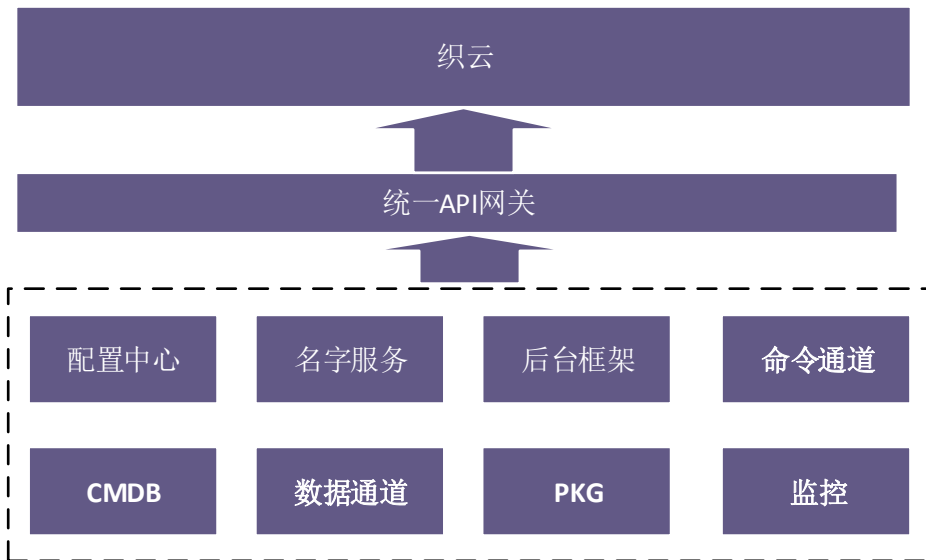 织云
统一API网关
配置中心
名字服务
后台框架
命令通道
CMDB
数据通道
PKG
监控